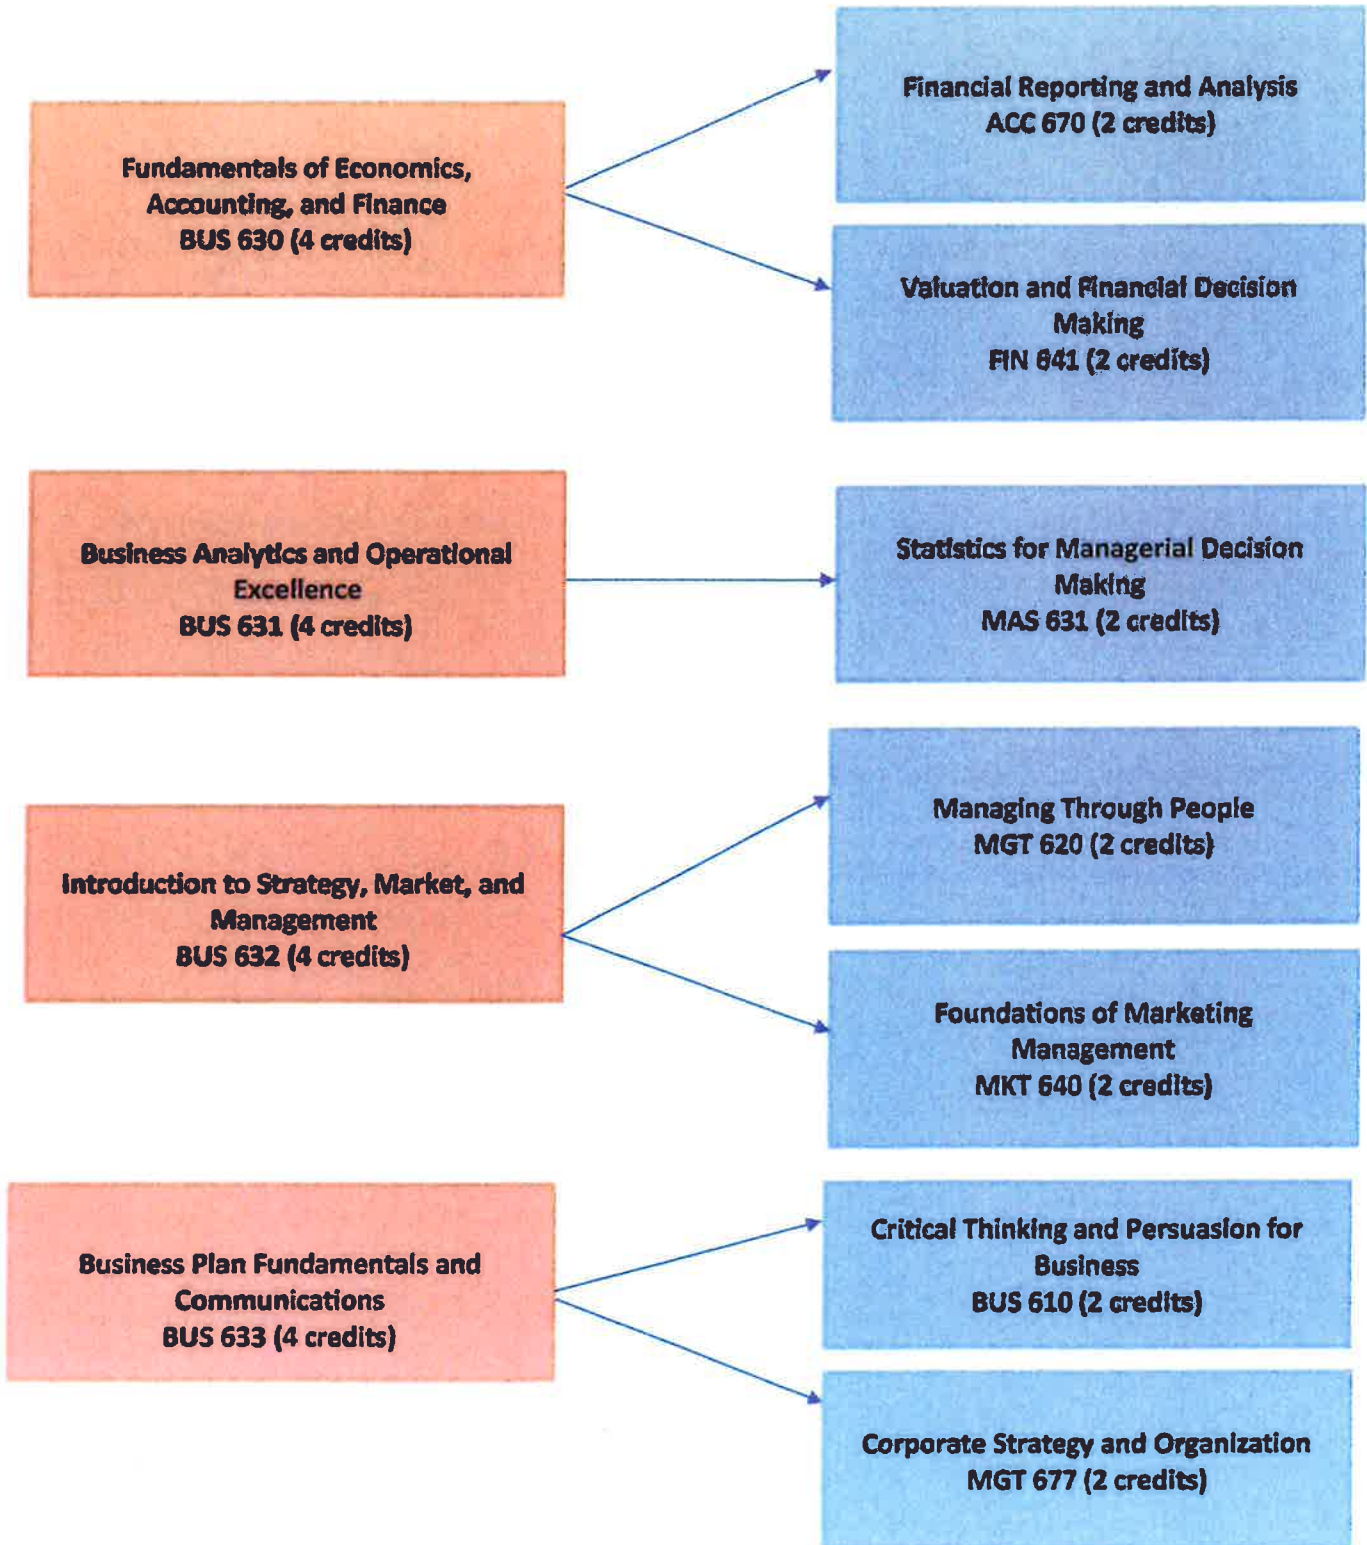 Financial Reporting and Analysis
ACC 670 (2 credits)
Fundamentals of Economics,
Accounting, and Finance
BUS 630 (4 credits)
Valuation and Financial Decision
Making
FIN 641 (2 credits)
Business Analytics and Operational
Excellence
BUS 631 (4 credits)
Statistics for Managerial Decision
Making
MAS 631 (2 credits)
Managing Through People
MGT 620 (2 credits)
Introduction to Strategy, Market, and
Management
BUS 632 (4 credits)
Foundations of Marketing
Management
MKT 640 (2 credits)
Business Plan Fundamentals and
Communications
BUS 633 (4 credits)
Critical Thinking and Persuasion for
Business
BUS 610 (2 credits)
Corporate Strategy and Organization
MGT 677 (2 credits)